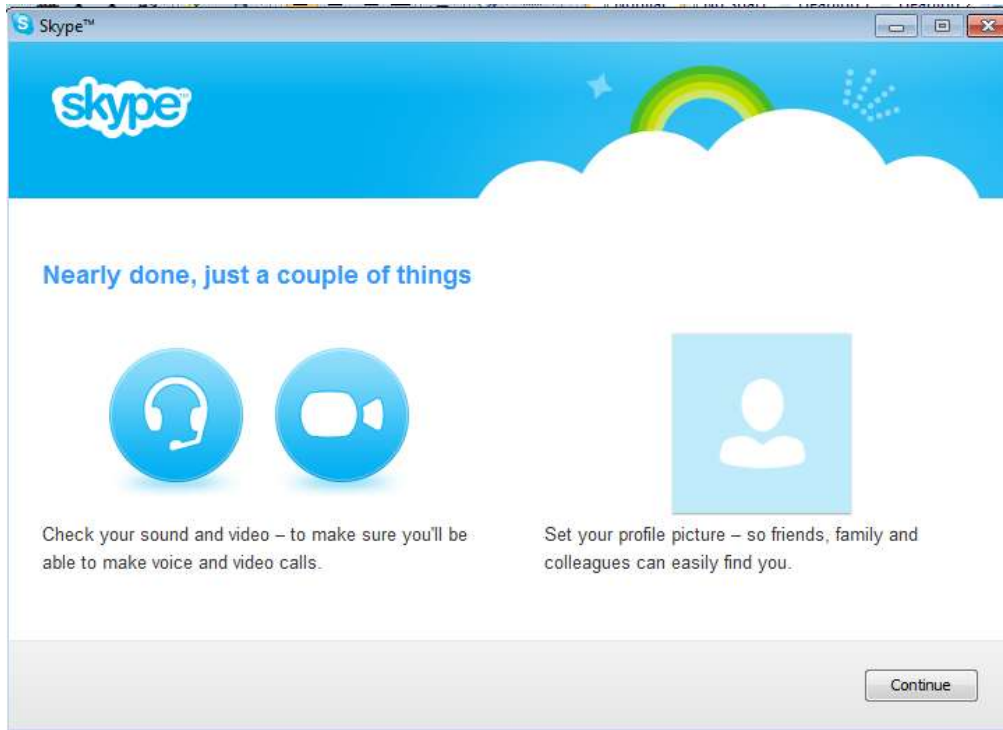 Skype™
skype™
Nearly done, just a couple of things
Check your sound and video – to make sure you'll be
able to make voice and video calls.
Set your profile picture – so friends, family and
colleagues can easily find you.
Continue